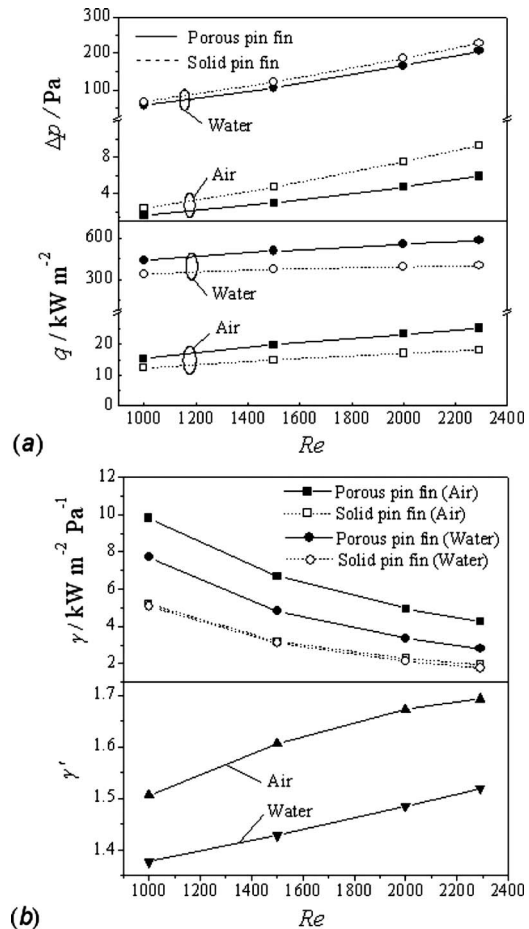 300
200
100
8
4
Δp / Pa
Porous pin fin
Solid pin fin
Water
Air
600
300
20
10
0
q / kW m⁻²
Water
Air
1000 1200 1400 1600 1800 2000 2200 2400
Re
(a)
12
10
8
6
4
2
γ / kW m⁻² Pa⁻¹
Porous pin fin (Air)
Solid pin fin (Air)
Porous pin fin (Water)
Solid pin fin (Water)
1.7
1.6
1.5
1.4
γ'
Air
Water
1000 1200 1400 1600 1800 2000 2200 2400
Re
(b)